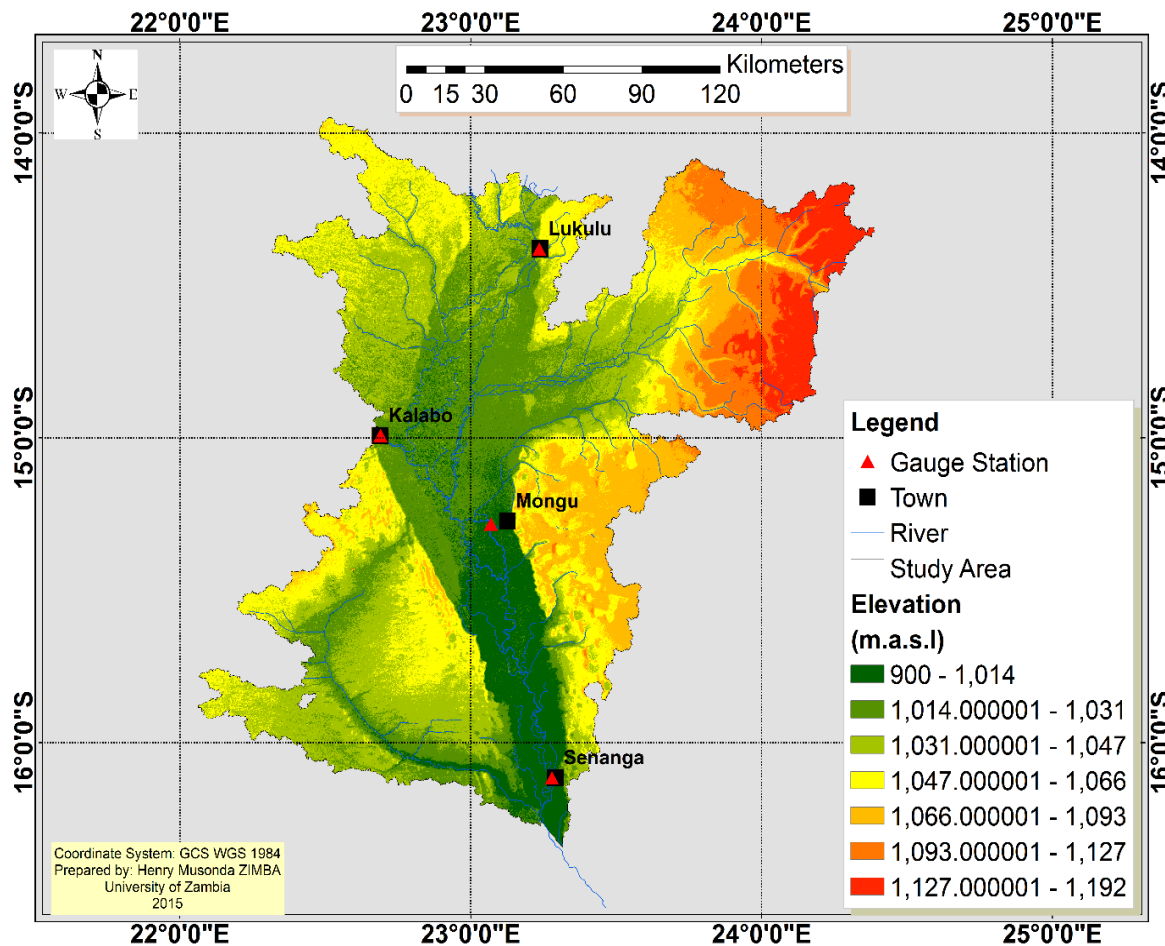 22°0'0"E 23°0'0"E 24°0'0"E 25°0'0"E
N
W E
S
Kilometers
0 15 30 60 90 120
14°0'0"S 14°0'0"S
Lukulu
Kalabo
15°0'0"S 15°0'0"S
Mongu
16°0'0"S 16°0'0"S
Senanga
Legend
Gauge Station
Town
River
Study Area
Elevation
(m.a.s.l)
900 - 1,014
1,014.000001 - 1,031
1,031.000001 - 1,047
1,047.000001 - 1,066
1,066.000001 - 1,093
1,093.000001 - 1,127
1,127.000001 - 1,192
Coordinate System: GCS WGS 1984
Prepared by: Henry Musonda ZIMBA
University of Zambia
2015
22°0'0"E 23°0'0"E 24°0'0"E 25°0'0"E